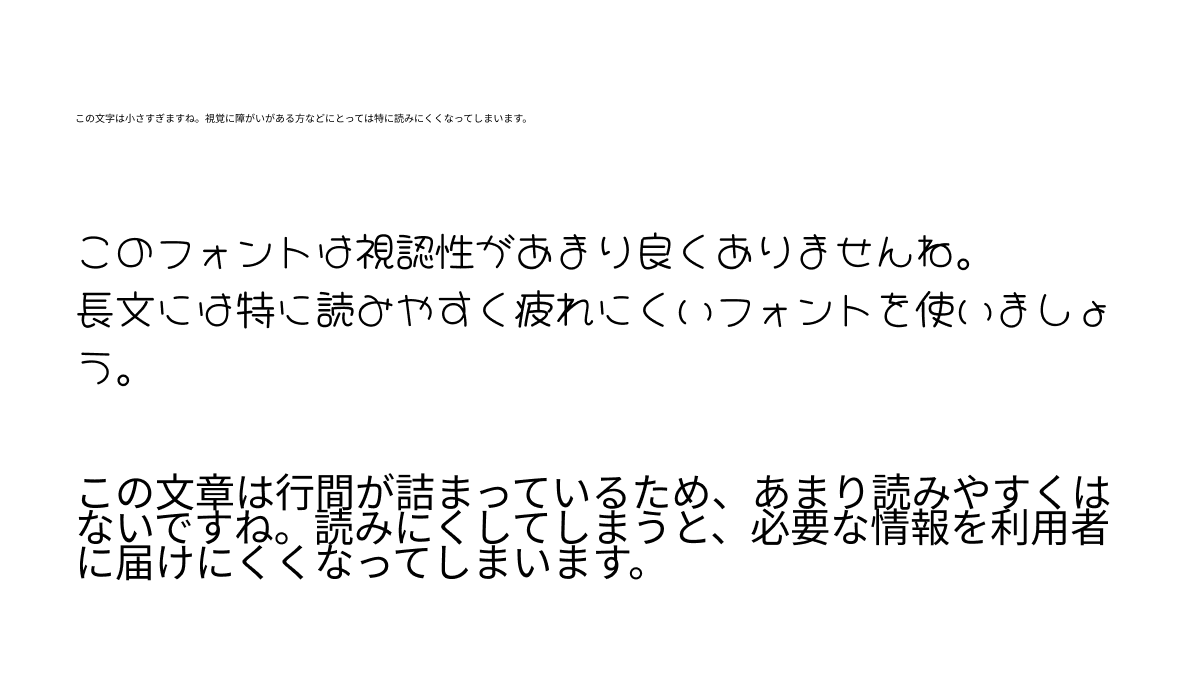 この文字は小さすぎますね。視覚に障がいがある方などにとっては特に読みにくくなってしまいます。
このフォントは視認性があまり良くありませんね。
長文には特に読みやすく疲れにくいフォントを使いましょ
う。
この文章は行間が詰まっているため、あまり読みやすくは
ないですね。読みにくしてしまうと、必要な情報を利用者
に届けにくくなってしまいます。